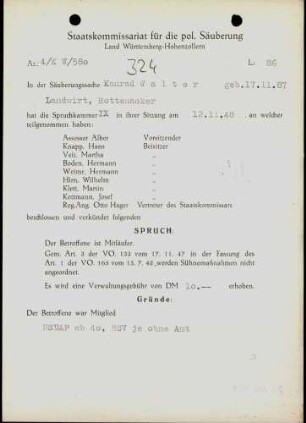 Staatskommissariat für die pol. Säuberung
Land Württemberg-Hohenzollern
Az.: 4/K W/580 324 L 86
In der Säuberungssache Konrad W a l t e r geb.17.11.87
Landwirt, Rottenacker
hat die Spruchkammer IX in ihrer Sitzung am 12.11.48 an welcher
teilgenommen haben:
Assessor Alber Vorsitzender
Knapp, Hans Beisitzer
Veit, Martha "
Boden, Hermann "
Weisse, Hermann "
Hirn, Wilhelm "
Klett, Martin "
Kottmann, Josef "
Reg.Ang. Otto Hager Vertreter des Staatskommissars
beschlossen und verkündet folgenden
SPRUCH:
Der Betroffene ist Mitläufer.
Gem. Art. 3 der VO. 133 vom 17. 11. 47 in der Fassung des
Art. 1 der VO. 165 vom 13. 7. 48 werden Sühnemaßnahmen nicht
angeordnet.
Es wird eine Verwaltungsgebühr von DM 10.-- erhoben.
Gründe:
Der Betroffene war Mitglied
NSDAP ab 40, NSV je ohne Amt